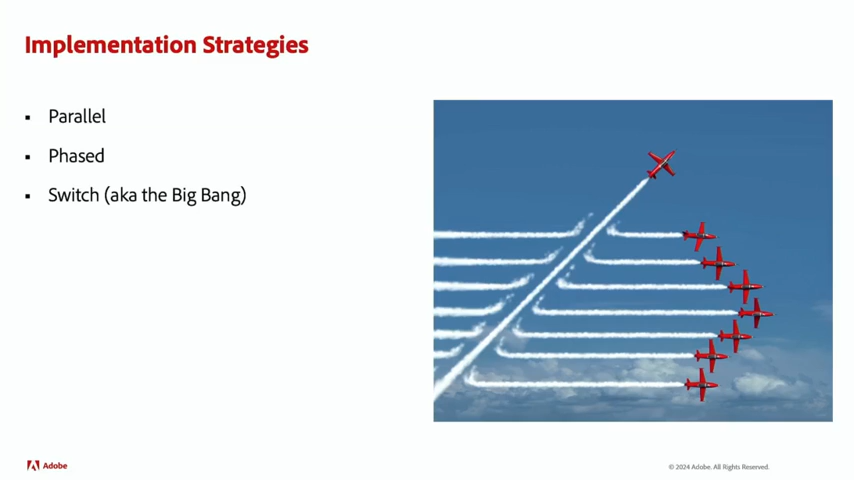 Implementation Strategies
▪ Parallel
▪ Phased
▪ Switch (aka the Big Bang)
Adobe
© 2024 Adobe. All Rights Reserved.